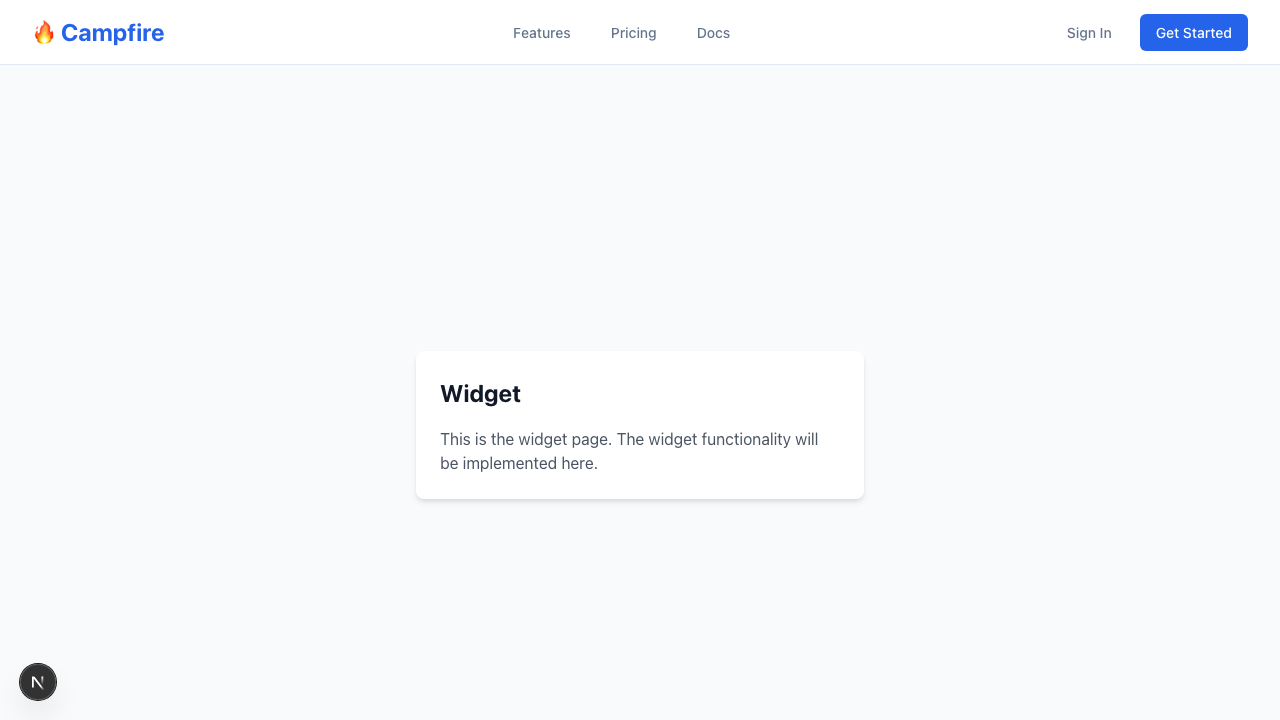 🔥 Campfire
Features
Pricing
Docs
Sign In
Get Started
Widget
This is the widget page. The widget functionality will
be implemented here.
N